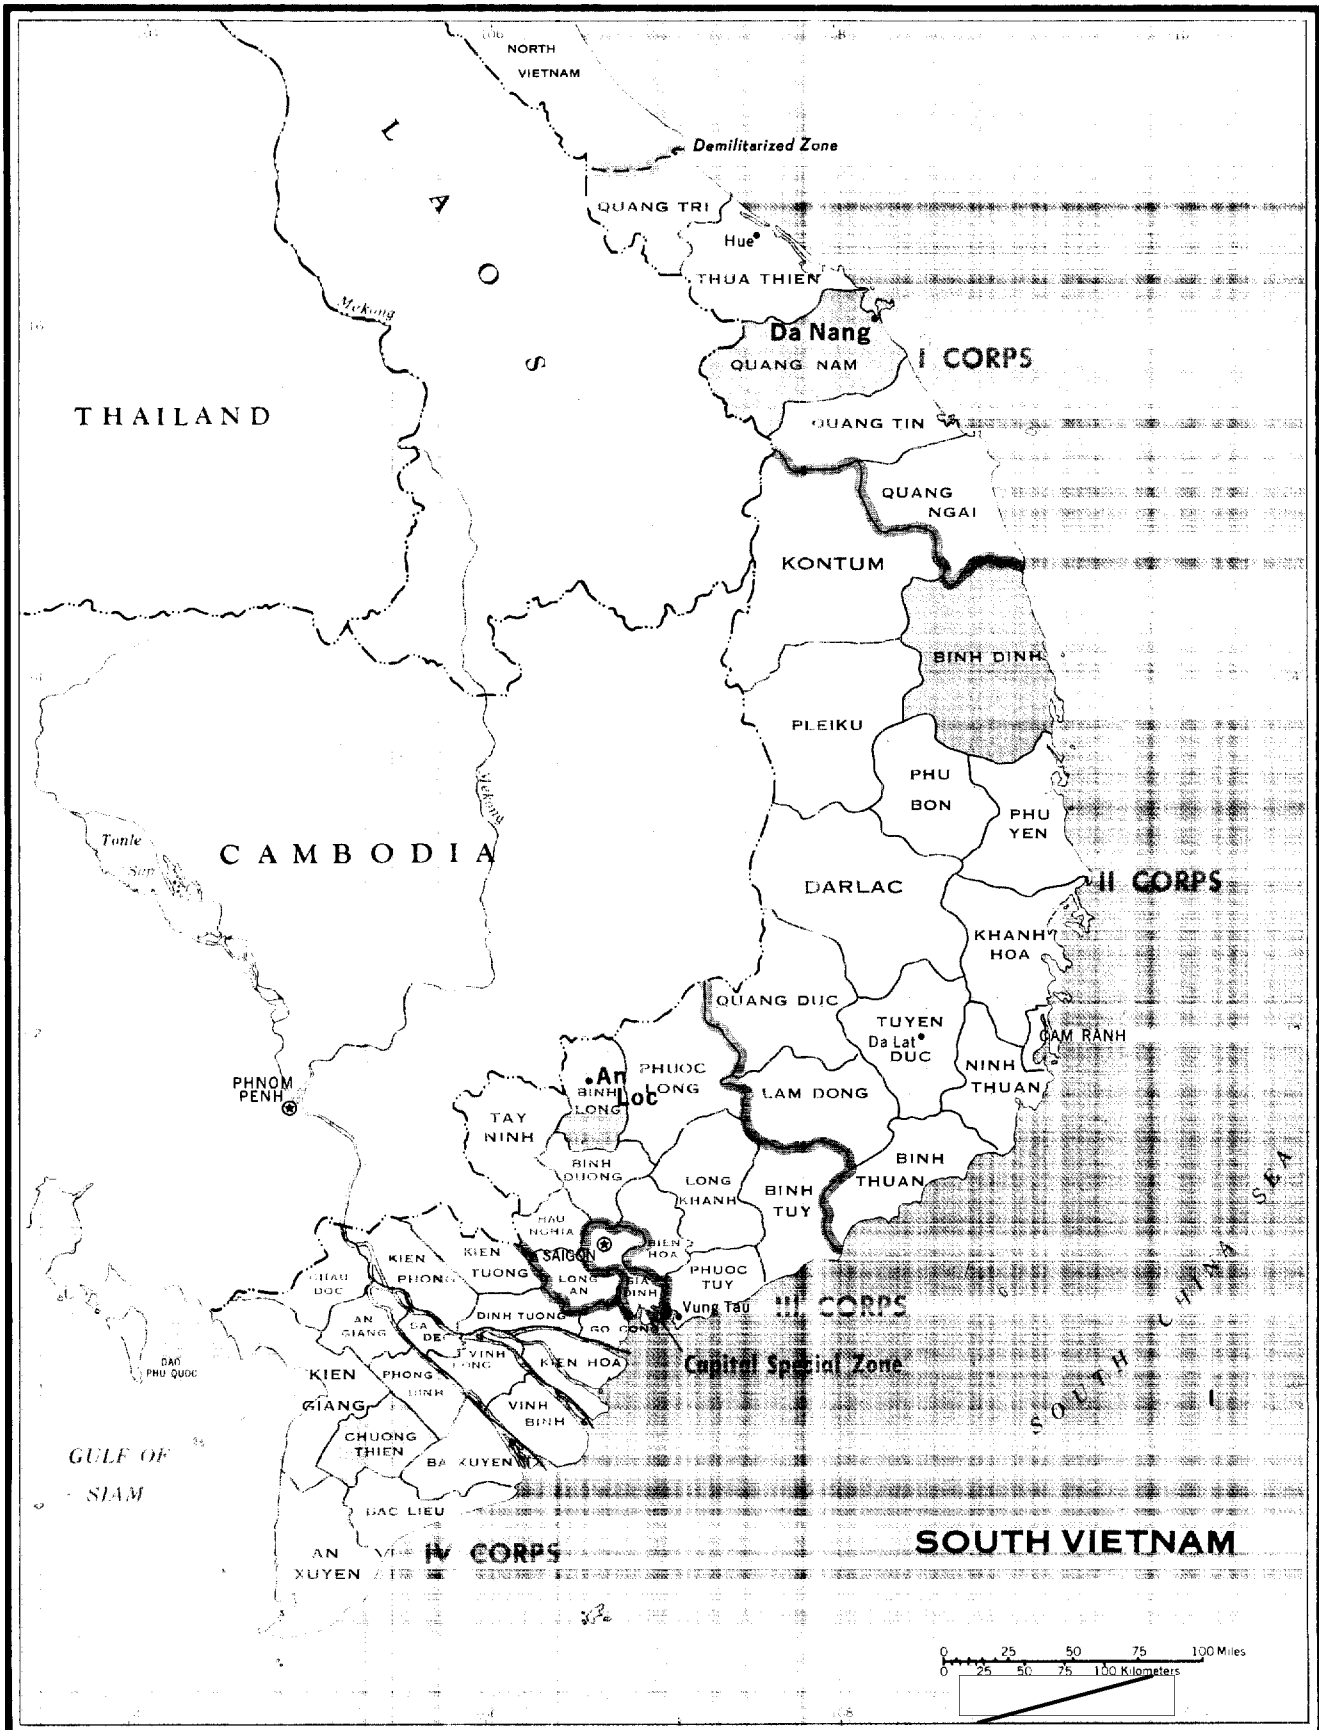 NORTH
VIETNAM
Demilitarized Zone
L A O S
QUANG TRI
Hue
THUA THIEN
Mekong
16
Da Nang
QUANG NAM
I CORPS
THAILAND
QUANG TIN
QUANG
NGAI
KONTUM
BINH DINH
PLEIKU
PHU
BON
PHU
YEN
Mekong
Tonle
Sap
CAMBODIA
DARLAC
II CORPS
KHANH
HOA
QUANG DUC
TUYEN
Da Lat
DUC
CAM RANH
NINH
THUAN
PHNOM
PENH
An
Loc
BINH
LONG
PHUOC
LONG
LAM DONG
TAY
NINH
BINH
DUONG
LONG
KHANH
BINH
TUY
BINH
THUAN
HAU
NGHIA
SAIGON
BIEN
HOA
PHUOC
TUY
KIEN
PHONG
KIEN
TUONG
LONG
AN
GIA
DINH
CHAU
DOC
Vung Tau
III CORPS
DINH TUONG
GO CONG
AN
GIANG
SA
DEC
VINH
LONG
KIEN HOA
Capital Special Zone
DAO
PHU QUOC
KIEN
GIANG
PHONG
DINH
VINH
BINH
CHUONG
THIEN
BA XUYEN
SOUTH CHINA SEA
GULF OF
SIAM
BAC LIEU
AN
XUYEN
IV CORPS
SOUTH VIETNAM
0 25 50 75 100 Miles
0 25 50 75 100 Kilometers